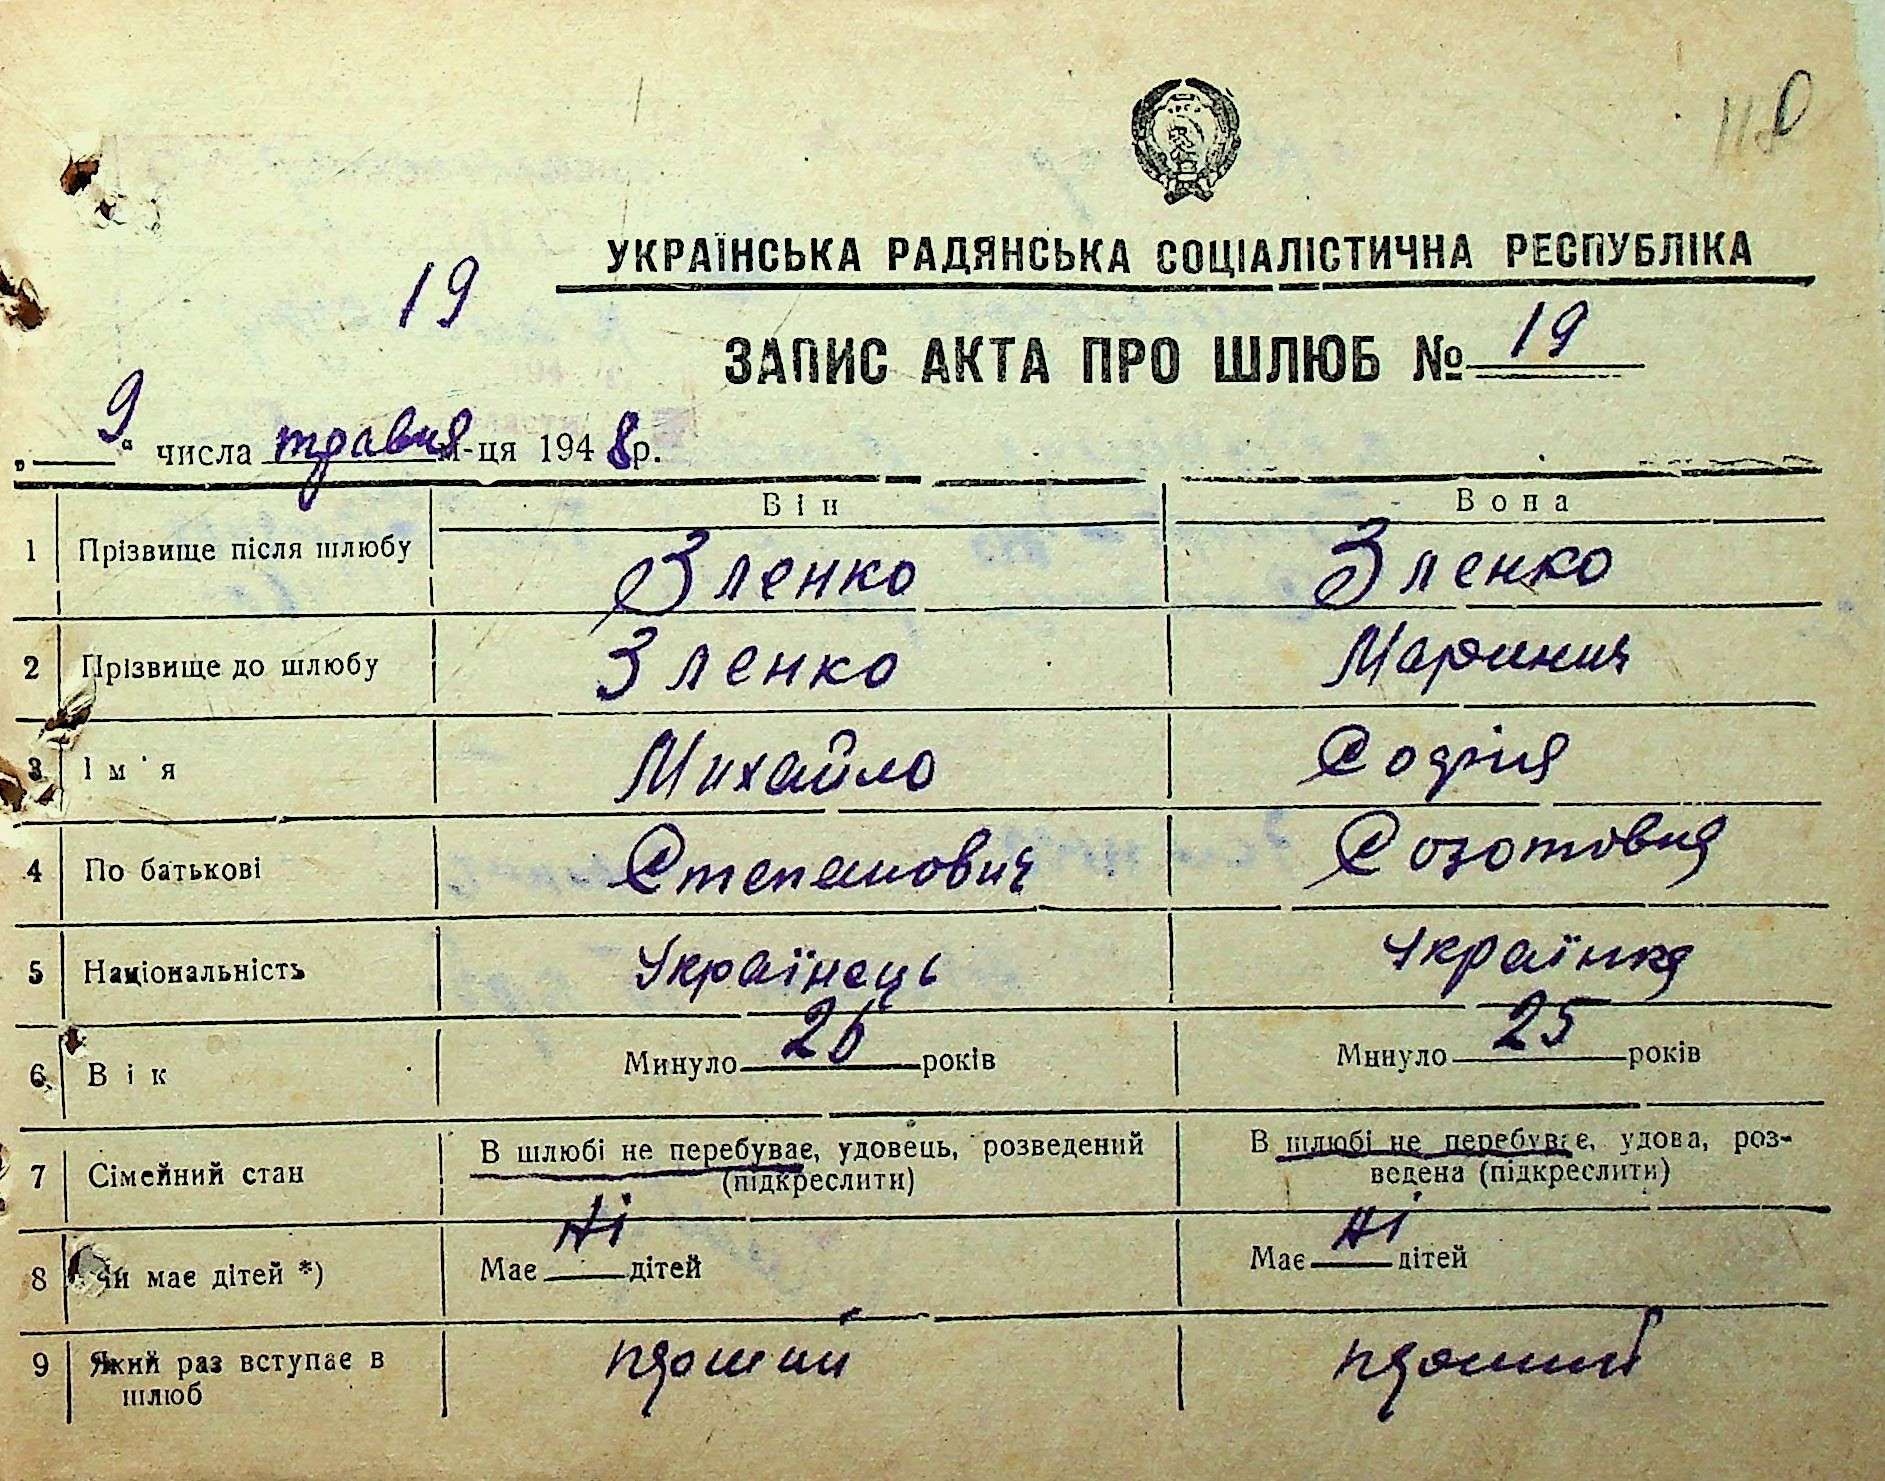 110
УКРАЇНСЬКА РАДЯНСЬКА СОЦІАЛІСТИЧНА РЕСПУБЛІКА
19
ЗАПИС АКТА ПРО ШЛЮБ № 19
„9“ числа травня м-ця 1948 р.
Він Вона
1 Прізвище після шлюбу Зленко Зленко
2 Прізвище до шлюбу Зленко Маринич
3 Ім'я Михайло Софія
4 По батькові Степанович Созотовна
5 Національність Українець Українка
6 Вік Минуло 26 років Минуло 25 років
7 Сімейний стан В шлюбі не перебуває, удовець, розведений (підкреслити) В шлюбі не перебуває, удова, роз-
ведена (підкреслити)
8 Чи має дітей *) Має ні дітей Має ні дітей
9 Який раз вступає в
шлюб перший перший